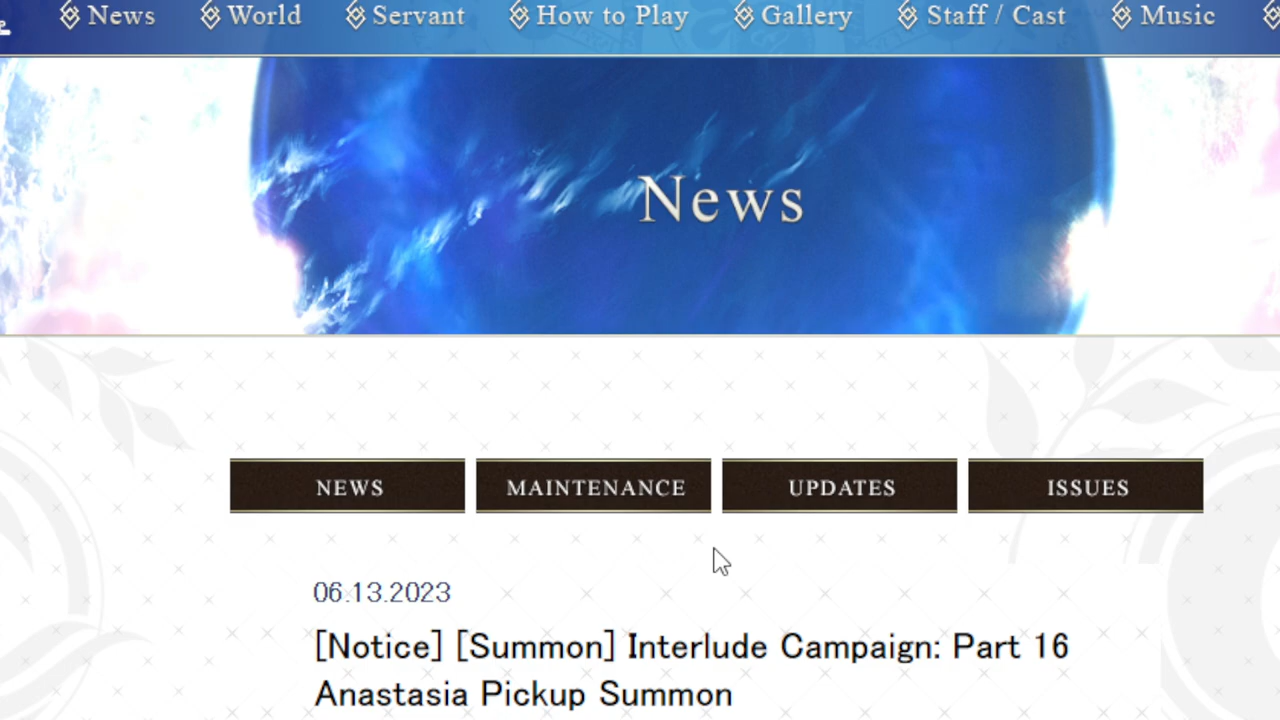 News World Servant How to Play Gallery Staff / Cast Music
News
NEWS MAINTENANCE UPDATES ISSUES
06.13.2023
[Notice] [Summon] Interlude Campaign: Part 16
Anastasia Pickup Summon